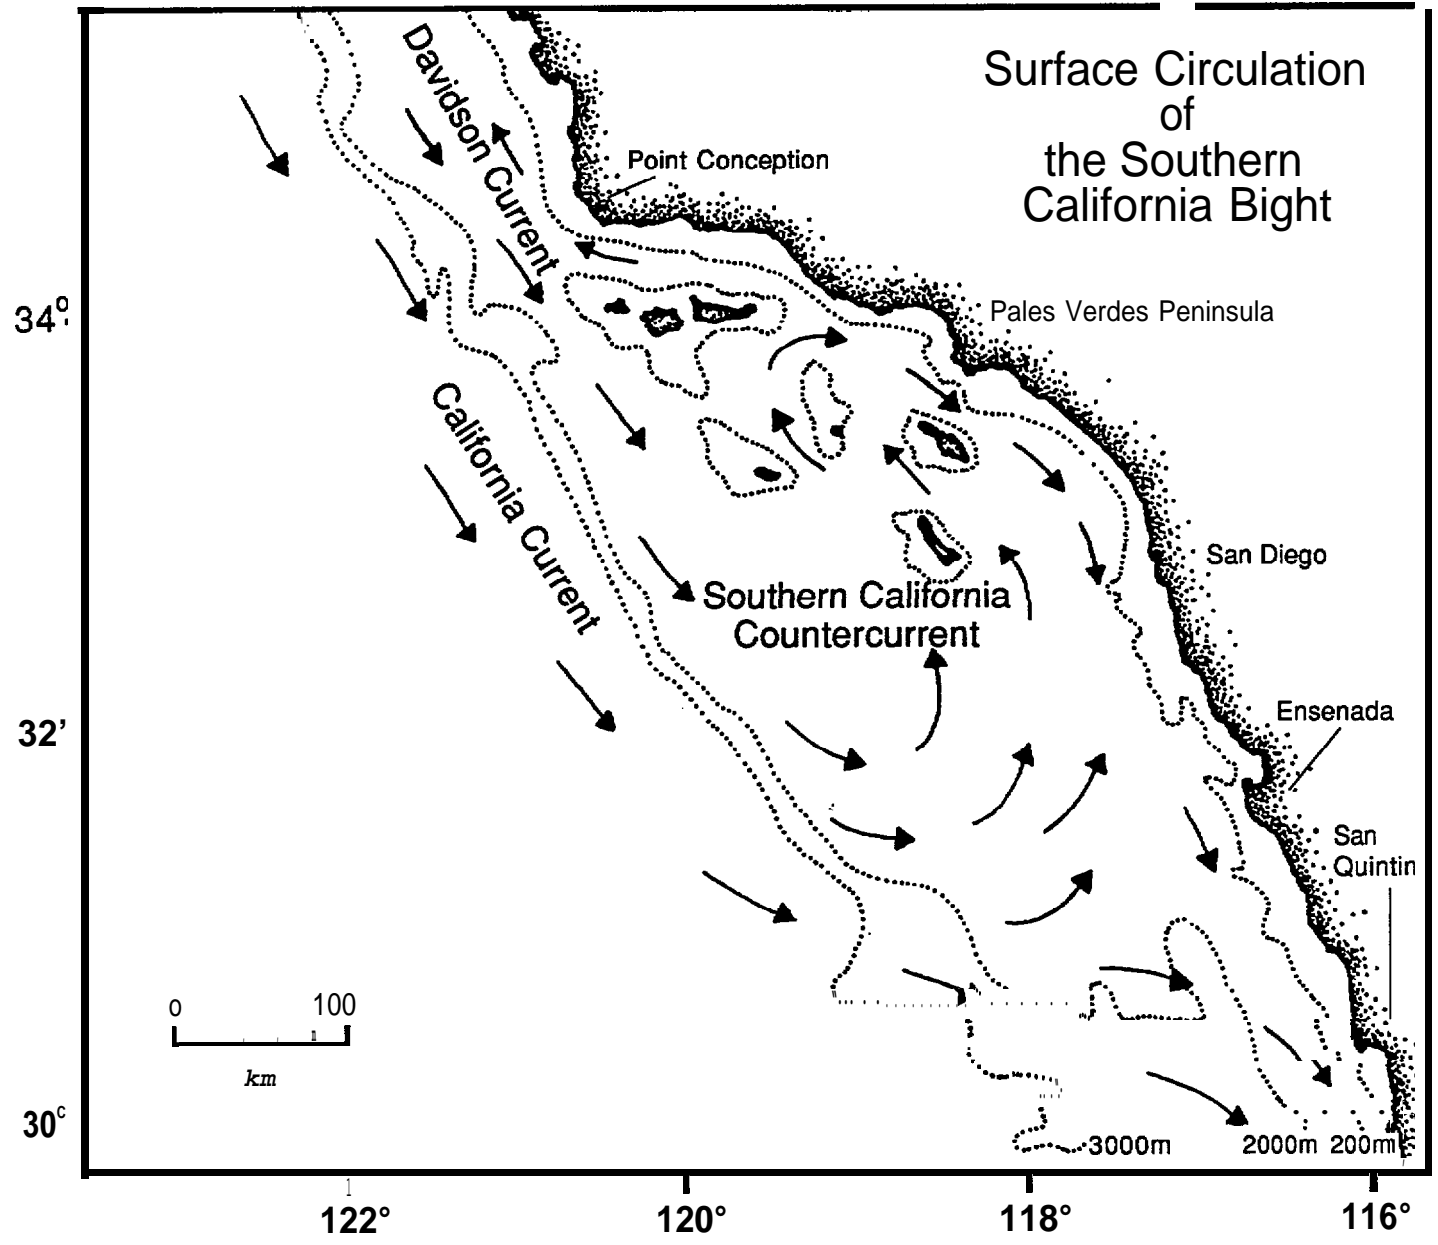 Surface Circulation
of
the Southern
California Bight
Davidson Current
Point Conception
34°
Pales Verdes Peninsula
California Current
San Diego
Southern California
Countercurrent
32'
Ensenada
San
Quintin
0 100
km
30°
3000m 2000m 200m
122° 120° 118° 116°